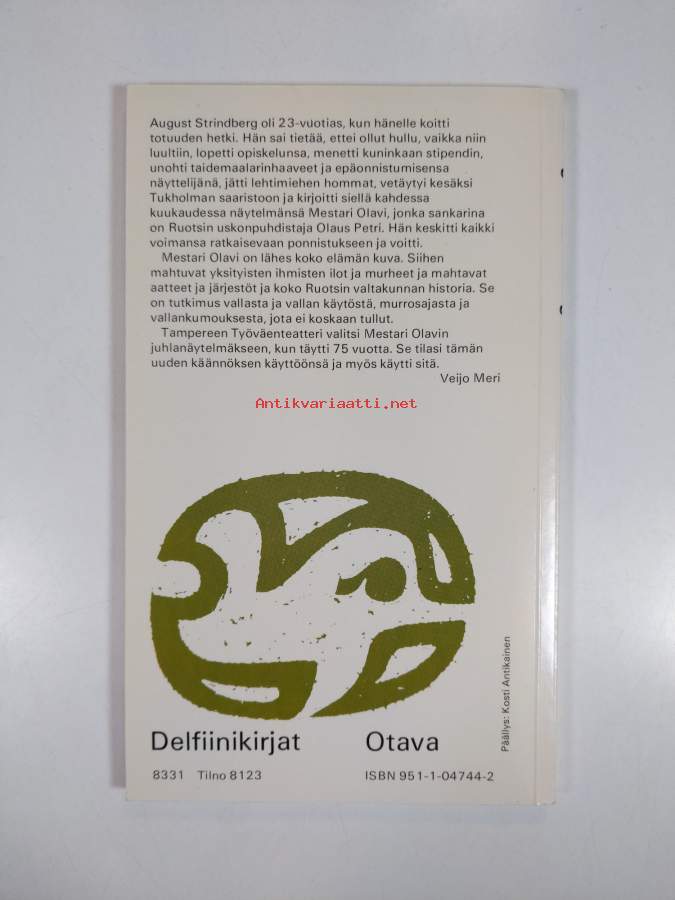 August Strindberg oli 23-vuotias, kun hänelle koitti
totuuden hetki. Hän sai tietää, ettei ollut hullu, vaikka niin
luultiin, lopetti opiskelunsa, menetti kuninkaan stipendin,
unohti taidemaalarinhaaveet ja epäonnistumisensa
näyttelijänä, jätti lehtimiehen hommat, vetäytyi kesäksi
Tukholman saaristoon ja kirjoitti siellä kahdessa
kuukaudessa näytelmänsä Mestari Olavi, jonka sankarina
on Ruotsin uskonpuhdistaja Olaus Petri. Hän keskitti kaikki
voimansa ratkaisevaan ponnistukseen ja voitti.
Mestari Olavi on lähes koko elämän kuva. Siihen
mahtuvat yksityisten ihmisten ilot ja murheet ja mahtavat
aatteet ja järjestöt ja koko Ruotsin valtakunnan historia. Se
on tutkimus vallasta ja vallan käytöstä, murrosajasta ja
vallankumouksesta, jota ei koskaan tullut.
Tampereen Työväenteatteri valitsi Mestari Olavin
juhlanäytelmäkseen, kun täytti 75 vuotta. Se tilasi tämän
uuden käännöksen käyttöönsä ja myös käytti sitä.
Veijo Meri
Antikvariaatti.net
Päällys: Kosti Antikainen
Delfiinikirjat Otava
8331 Tilno 8123 ISBN 951-1-04744-2